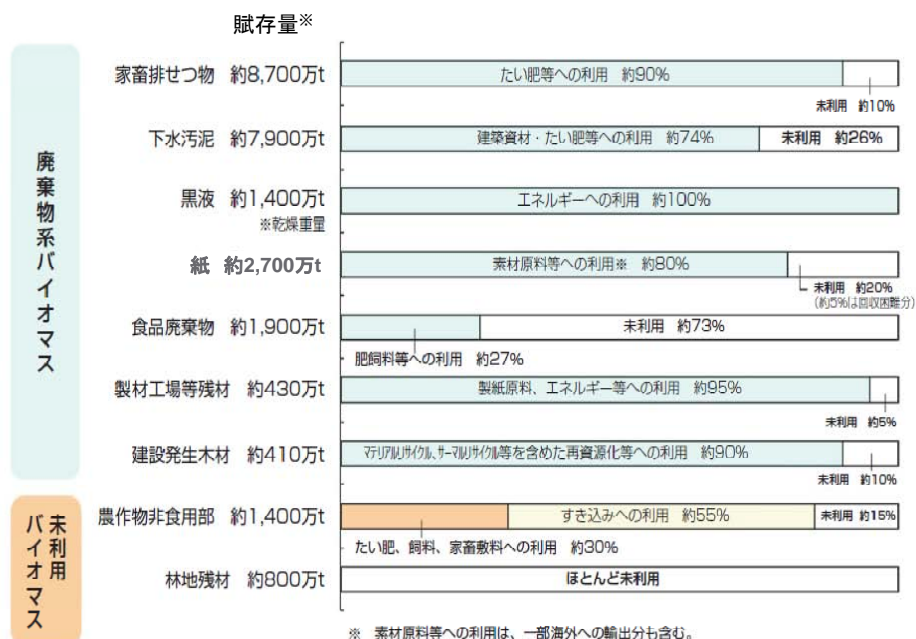 賦存量※
廃棄物系バイオマス
家畜排せつ物 約8,700万t
たい肥等への利用 約90%
未利用 約10%
下水汚泥 約7,900万t
建築資材・たい肥等への利用 約74%
未利用 約26%
黒液 約1,400万t
※乾燥重量
エネルギーへの利用 約100%
紙 約2,700万t
素材原料等への利用※ 約80%
未利用 約20%
(約5%は回収困難分)
食品廃棄物 約1,900万t
未利用 約73%
肥飼料等への利用 約27%
製材工場等残材 約430万t
製紙原料、エネルギー等への利用 約95%
未利用 約5%
建設発生木材 約410万t
マテリアルリサイクル、サーマルリサイクル等を含めた再資源化等への利用 約90%
未利用 約10%
未利用バイオマス
農作物非食用部 約1,400万t
すき込みへの利用 約55%
未利用 約15%
たい肥、飼料、家畜敷料への利用 約30%
林地残材 約800万t
ほとんど未利用
※ 素材原料等への利用は、一部海外への輸出分も含む。